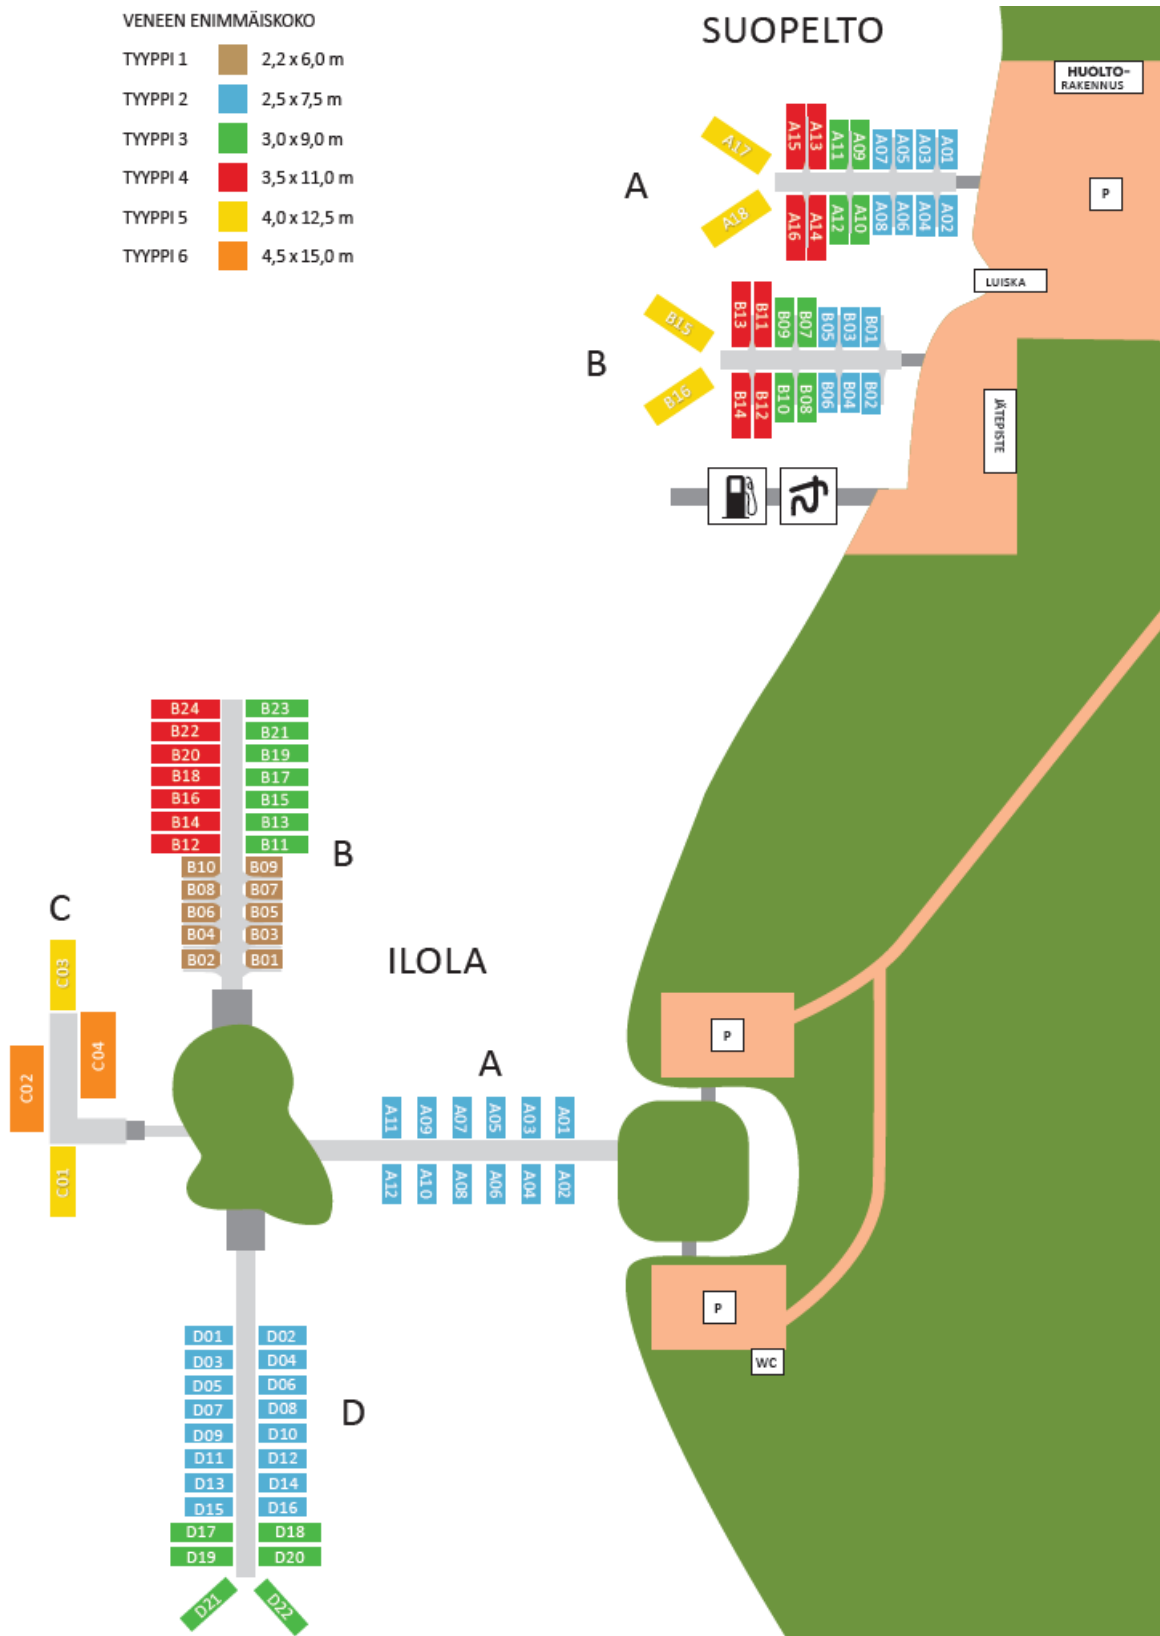 VENEEN ENIMMÄISKOKO
TYYPPI 1 2,2 x 6,0 m
TYYPPI 2 2,5 x 7,5 m
TYYPPI 3 3,0 x 9,0 m
TYYPPI 4 3,5 x 11,0 m
TYYPPI 5 4,0 x 12,5 m
TYYPPI 6 4,5 x 15,0 m
SUOPELTO
HUOLTO-
RAKENNUS
P
A
A17 A15 A13 A11 A09 A07 A05 A03 A01
A18 A16 A14 A12 A10 A08 A06 A04 A02
LUISKA
B
B15 B13 B11 B09 B07 B05 B03 B01
B16 B14 B12 B10 B08 B06 B04 B02
JÄTEPISTE
B24 B23
B22 B21
B20 B19
B18 B17
B16 B15
B14 B13
B12 B11
B
B10 B09
B08 B07
B06 B05
B04 B03
B02 B01
C
C03
C04
C02
C01
ILOLA
A
A11 A09 A07 A05 A03 A01
A12 A10 A08 A06 A04 A02
P
P
WC
D01 D02
D03 D04
D05 D06
D07 D08
D
D09 D10
D11 D12
D13 D14
D15 D16
D17 D18
D19 D20
D21 D22